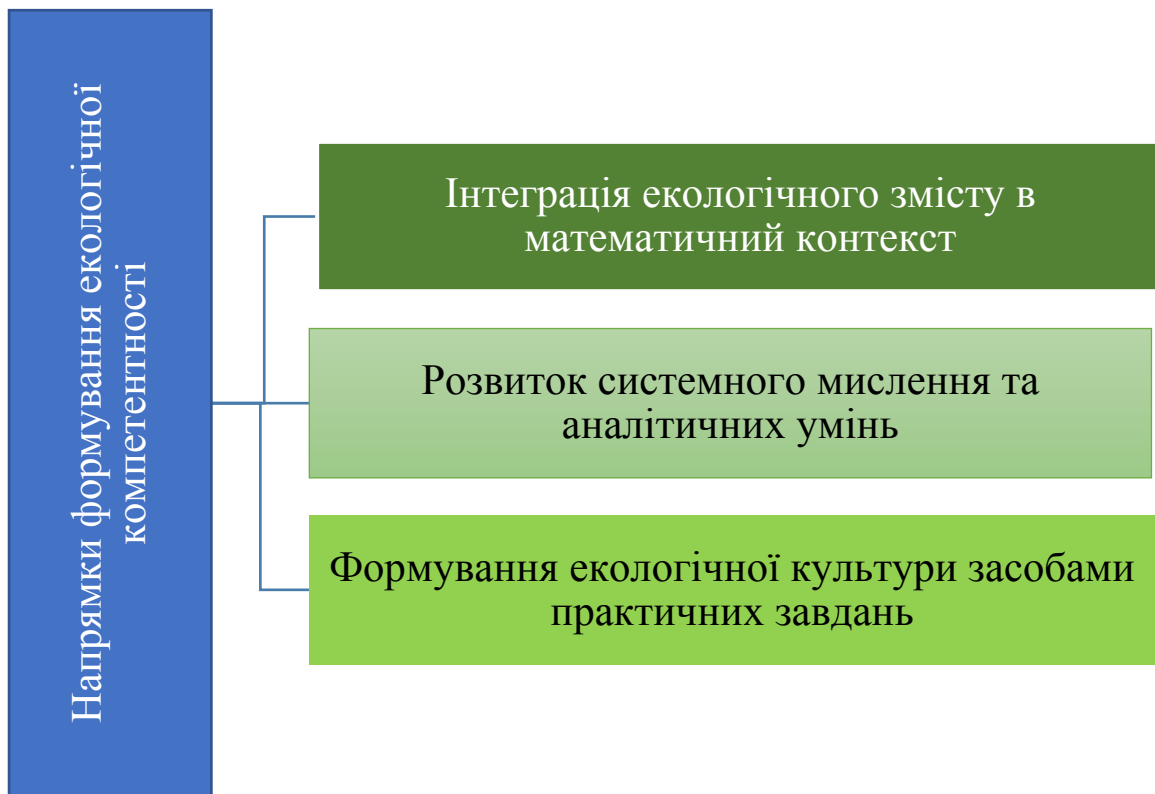 Напрямки формування екологічної
компетентності
Інтеграція екологічного змісту в
математичний контекст
Розвиток системного мислення та
аналітичних умінь
Формування екологічної культури засобами
практичних завдань